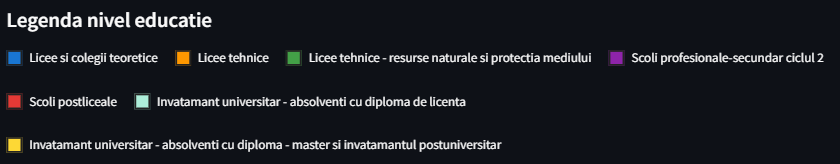 Legenda nivel educatie
Licee si colegii teoretice Licee tehnice Licee tehnice - resurse naturale si protectia mediului Scoli profesionale-secundar ciclul 2
Scoli postliceale Invatamant universitar - absolventi cu diploma de licenta
Invatamant universitar - absolventi cu diploma - master si invatamantul postuniversitar